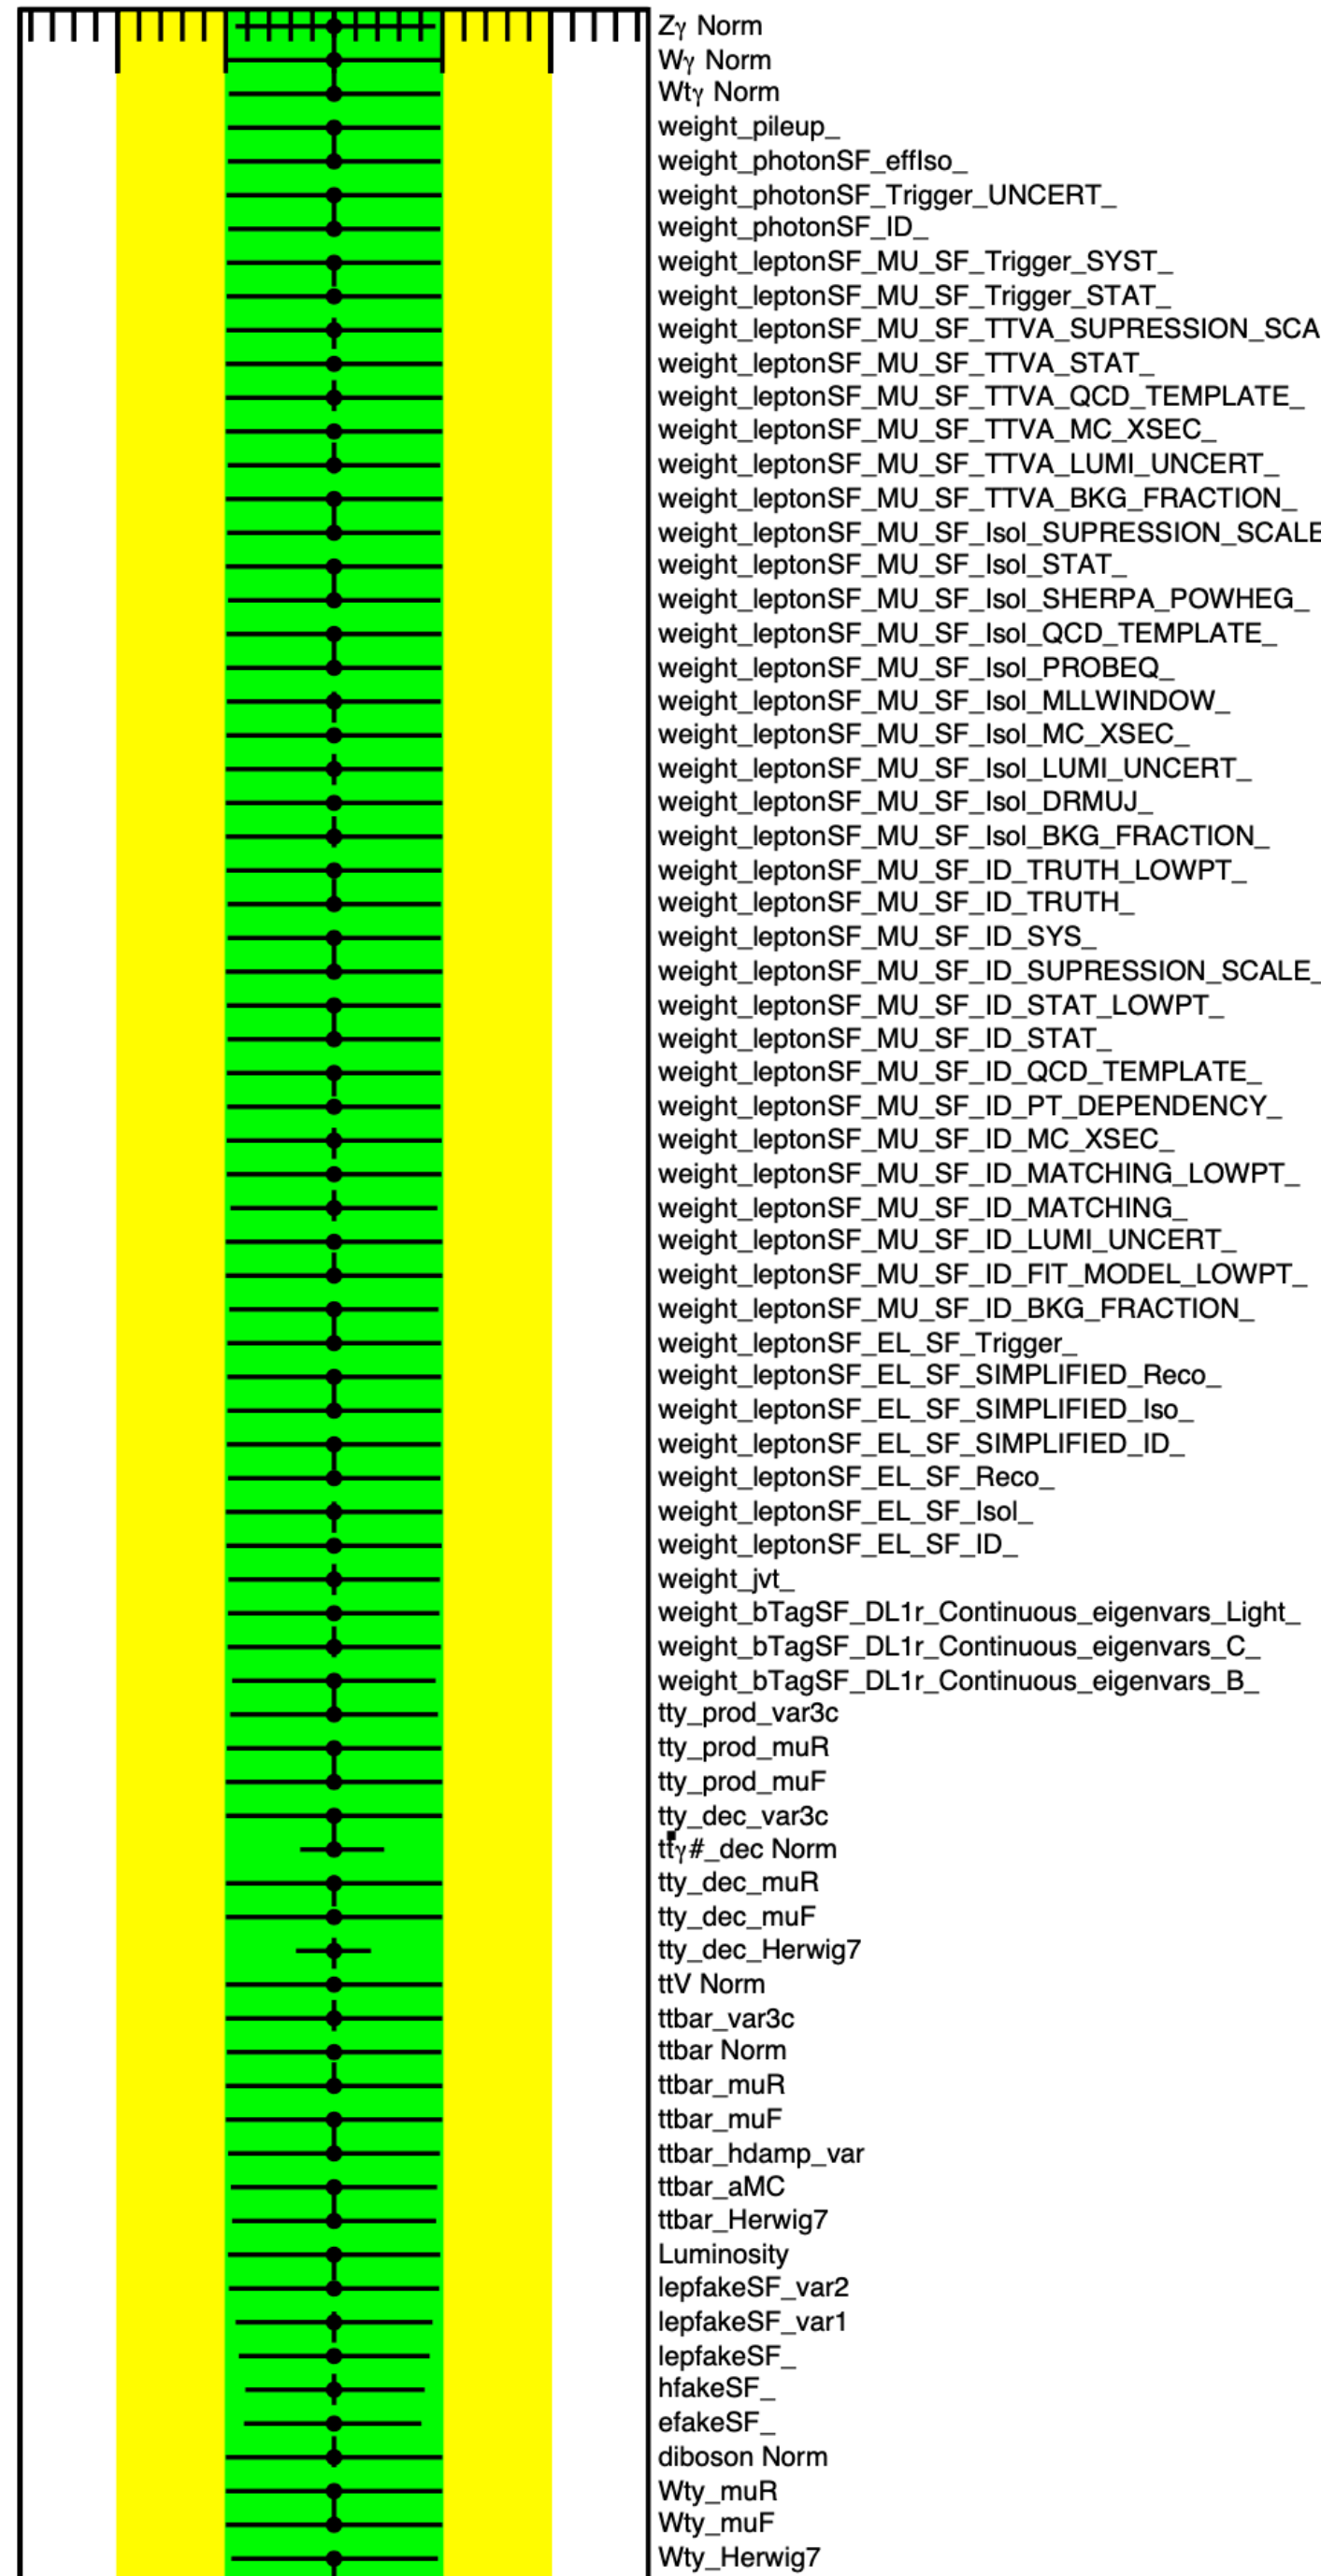 Zγ Norm
Wγ Norm
Wtγ Norm
weight_pileup_
weight_photonSF_effIso_
weight_photonSF_Trigger_UNCERT_
weight_photonSF_ID_
weight_leptonSF_MU_SF_Trigger_SYST_
weight_leptonSF_MU_SF_Trigger_STAT_
weight_leptonSF_MU_SF_TTVA_SUPRESSION_SCA
weight_leptonSF_MU_SF_TTVA_STAT_
weight_leptonSF_MU_SF_TTVA_QCD_TEMPLATE_
weight_leptonSF_MU_SF_TTVA_MC_XSEC_
weight_leptonSF_MU_SF_TTVA_LUMI_UNCERT_
weight_leptonSF_MU_SF_TTVA_BKG_FRACTION_
weight_leptonSF_MU_SF_Isol_SUPRESSION_SCALE
weight_leptonSF_MU_SF_Isol_STAT_
weight_leptonSF_MU_SF_Isol_SHERPA_POWHEG_
weight_leptonSF_MU_SF_Isol_QCD_TEMPLATE_
weight_leptonSF_MU_SF_Isol_PROBEQ_
weight_leptonSF_MU_SF_Isol_MLLWINDOW_
weight_leptonSF_MU_SF_Isol_MC_XSEC_
weight_leptonSF_MU_SF_Isol_LUMI_UNCERT_
weight_leptonSF_MU_SF_Isol_DRMUJ_
weight_leptonSF_MU_SF_Isol_BKG_FRACTION_
weight_leptonSF_MU_SF_ID_TRUTH_LOWPT_
weight_leptonSF_MU_SF_ID_TRUTH_
weight_leptonSF_MU_SF_ID_SYS_
weight_leptonSF_MU_SF_ID_SUPRESSION_SCALE_
weight_leptonSF_MU_SF_ID_STAT_LOWPT_
weight_leptonSF_MU_SF_ID_STAT_
weight_leptonSF_MU_SF_ID_QCD_TEMPLATE_
weight_leptonSF_MU_SF_ID_PT_DEPENDENCY_
weight_leptonSF_MU_SF_ID_MC_XSEC_
weight_leptonSF_MU_SF_ID_MATCHING_LOWPT_
weight_leptonSF_MU_SF_ID_MATCHING_
weight_leptonSF_MU_SF_ID_LUMI_UNCERT_
weight_leptonSF_MU_SF_ID_FIT_MODEL_LOWPT_
weight_leptonSF_MU_SF_ID_BKG_FRACTION_
weight_leptonSF_EL_SF_Trigger_
weight_leptonSF_EL_SF_SIMPLIFIED_Reco_
weight_leptonSF_EL_SF_SIMPLIFIED_Iso_
weight_leptonSF_EL_SF_SIMPLIFIED_ID_
weight_leptonSF_EL_SF_Reco_
weight_leptonSF_EL_SF_Isol_
weight_leptonSF_EL_SF_ID_
weight_jvt_
weight_bTagSF_DL1r_Continuous_eigenvars_Light_
weight_bTagSF_DL1r_Continuous_eigenvars_C_
weight_bTagSF_DL1r_Continuous_eigenvars_B_
tty_prod_var3c
tty_prod_muR
tty_prod_muF
tty_dec_var3c
tt̄γ#_dec Norm
tty_dec_muR
tty_dec_muF
tty_dec_Herwig7
ttV Norm
ttbar_var3c
ttbar Norm
ttbar_muR
ttbar_muF
ttbar_hdamp_var
ttbar_aMC
ttbar_Herwig7
Luminosity
lepfakeSF_var2
lepfakeSF_var1
lepfakeSF_
hfakeSF_
efakeSF_
diboson Norm
Wty_muR
Wty_muF
Wty_Herwig7